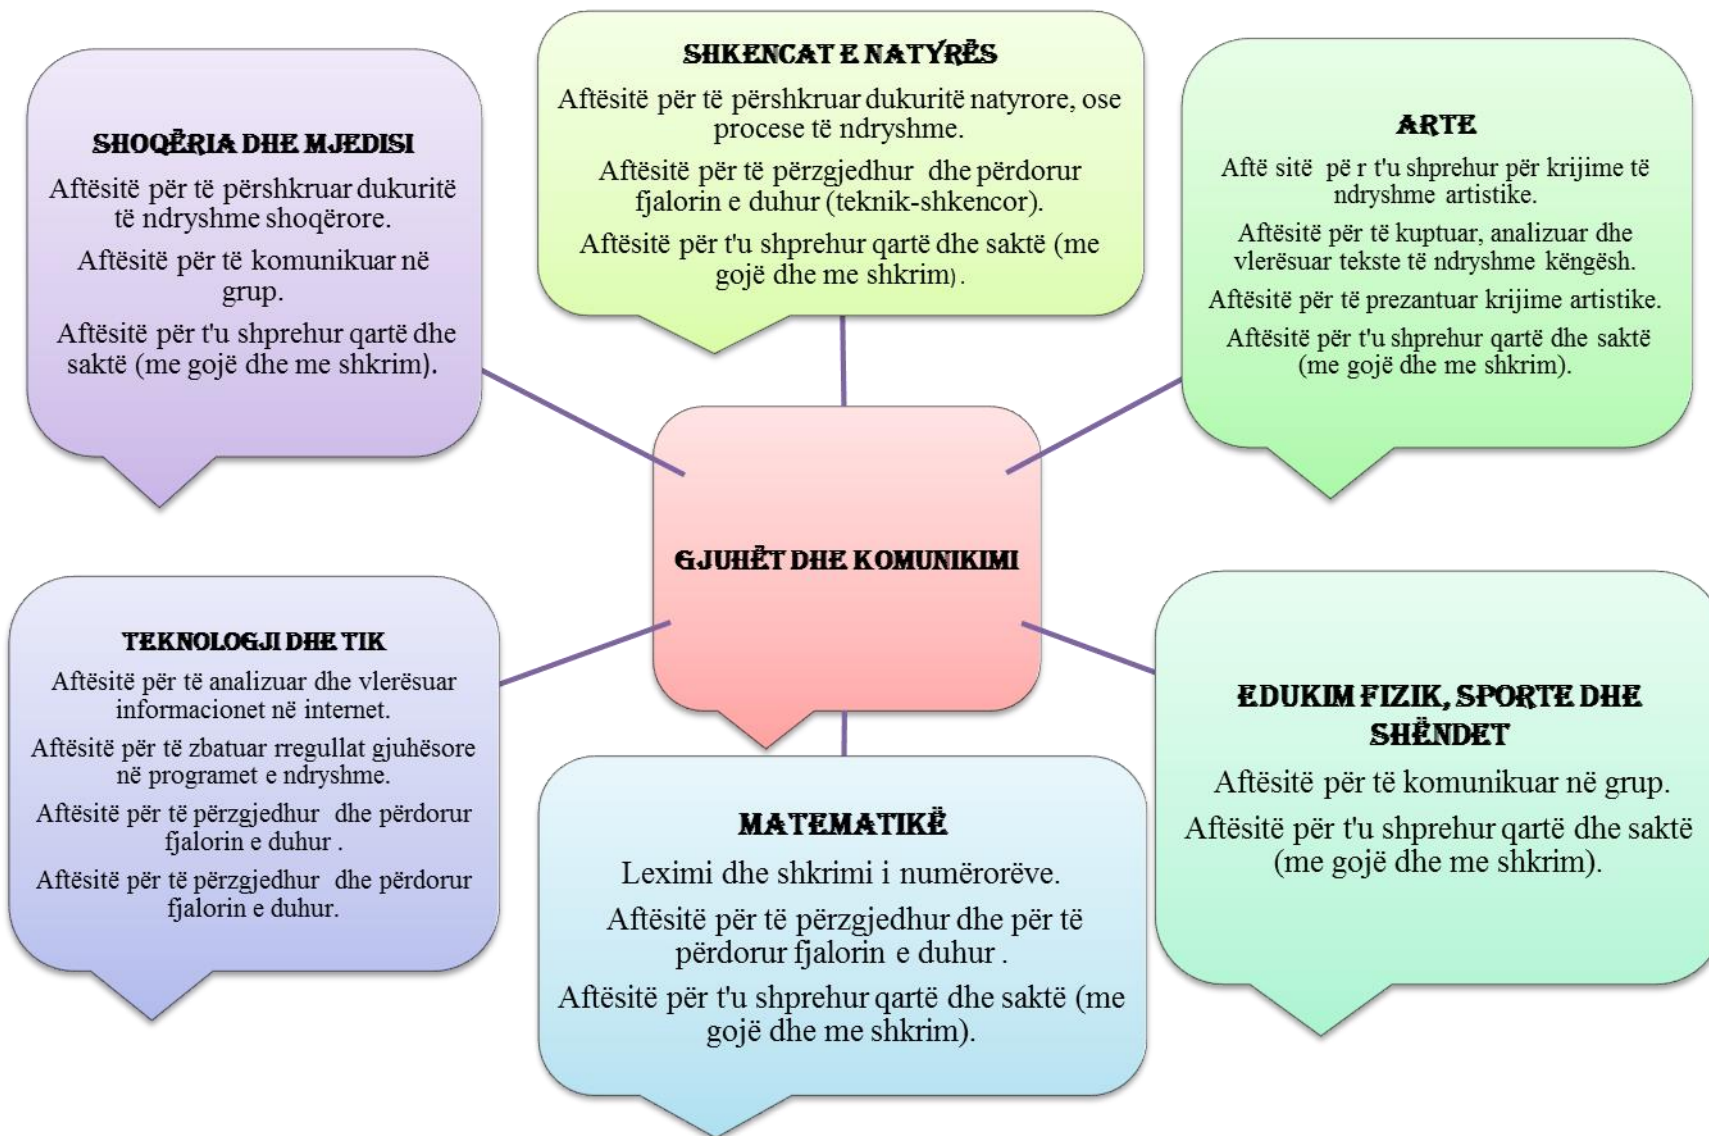 SHOQËRIA DHE MJEDISI
Aftësitë për të përshkruar dukuritë
të ndryshme shoqërore.
Aftësitë për të komunikuar në
grup.
Aftësitë për t'u shprehur qartë dhe
saktë (me gojë dhe me shkrim).
SHKENCAT E NATYRËS
Aftësitë për të përshkruar dukuritë natyrore, ose
procese të ndryshme.
Aftësitë për të përzgjedhur dhe përdorur
fjalorin e duhur (teknik-shkencor).
Aftësitë për t'u shprehur qartë dhe saktë (me
gojë dhe me shkrim).
ARTE
Aftë sitë pë r t'u shprehur për krijime të
ndryshme artistike.
Aftësitë për të kuptuar, analizuar dhe
vlerësuar tekste të ndryshme këngësh.
Aftësitë për të prezantuar krijime artistike.
Aftësitë për t'u shprehur qartë dhe saktë
(me gojë dhe me shkrim).
GJUHËT DHE KOMUNIKIMI
TEKNOLOGJI DHE TIK
Aftësitë për të analizuar dhe vlerësuar
informacionet në internet.
Aftësitë për të zbatuar rregullat gjuhësore
në programet e ndryshme.
Aftësitë për të përzgjedhur dhe përdorur
fjalorin e duhur .
Aftësitë për të përzgjedhur dhe përdorur
fjalorin e duhur.
MATEMATIKË
Leximi dhe shkrimi i numërorëve.
Aftësitë për të përzgjedhur dhe për të
përdorur fjalorin e duhur .
Aftësitë për t'u shprehur qartë dhe saktë (me
gojë dhe me shkrim).
EDUKIM FIZIK, SPORTE DHE
SHËNDET
Aftësitë për të komunikuar në grup.
Aftësitë për t'u shprehur qartë dhe saktë
(me gojë dhe me shkrim).